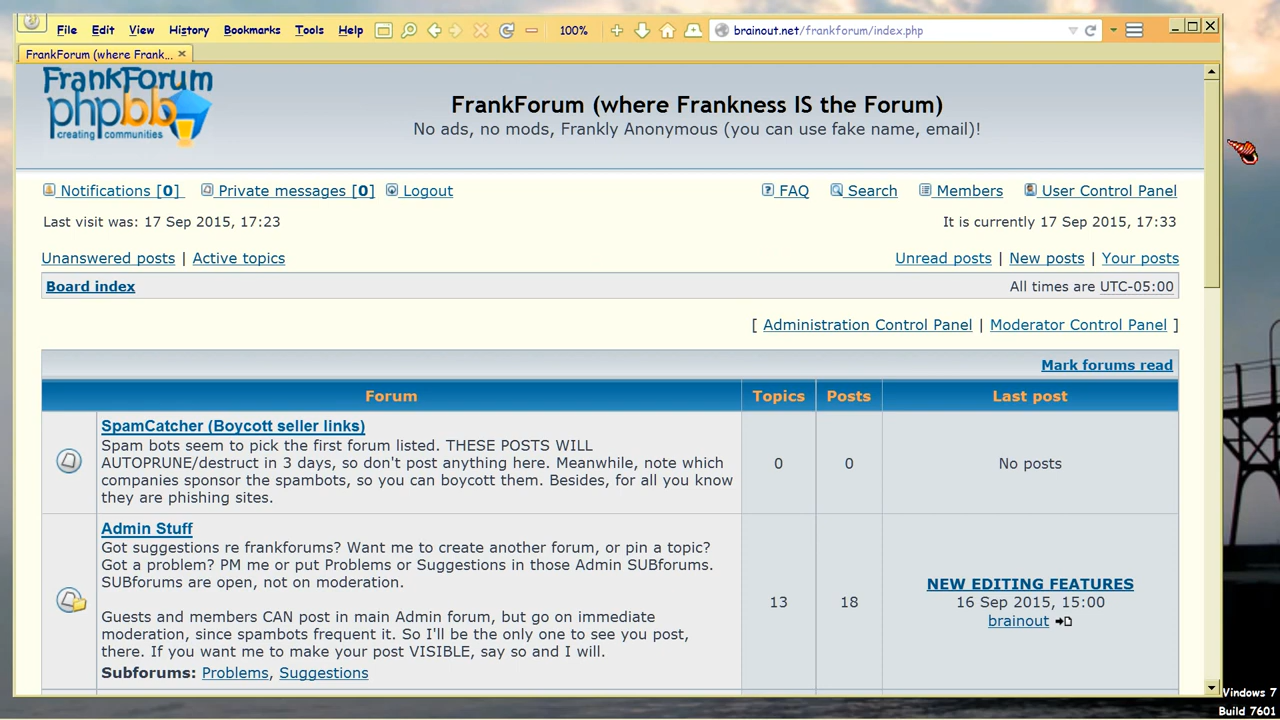 File Edit View History Bookmarks Tools Help 100% brainout.net/frankforum/index.php
FrankForum (where Frank... ×
FrankForum
phpbb
creating communities
FrankForum (where Frankness IS the Forum)
No ads, no mods, Frankly Anonymous (you can use fake name, email)!
Notifications [0] Private messages [0] Logout FAQ Search Members User Control Panel
Last visit was: 17 Sep 2015, 17:23 It is currently 17 Sep 2015, 17:33
Unanswered posts | Active topics Unread posts | New posts | Your posts
Board index All times are UTC-05:00
[ Administration Control Panel | Moderator Control Panel ]
Mark forums read
Forum Topics Posts Last post
SpamCatcher (Boycott seller links)
Spam bots seem to pick the first forum listed. THESE POSTS WILL
AUTOPRUNE/destruct in 3 days, so don't post anything here. Meanwhile, note which
companies sponsor the spambots, so you can boycott them. Besides, for all you know
they are phishing sites.
0 0 No posts
Admin Stuff
Got suggestions re frankforums? Want me to create another forum, or pin a topic?
Got a problem? PM me or put Problems or Suggestions in those Admin SUBforums.
SUBforums are open, not on moderation.
Guests and members CAN post in main Admin forum, but go on immediate
moderation, since spambots frequent it. So I'll be the only one to see you post,
there. If you want me to make your post VISIBLE, say so and I will.
Subforums: Problems, Suggestions
13 18
NEW EDITING FEATURES
16 Sep 2015, 15:00
brainout
Windows 7
Build 7601